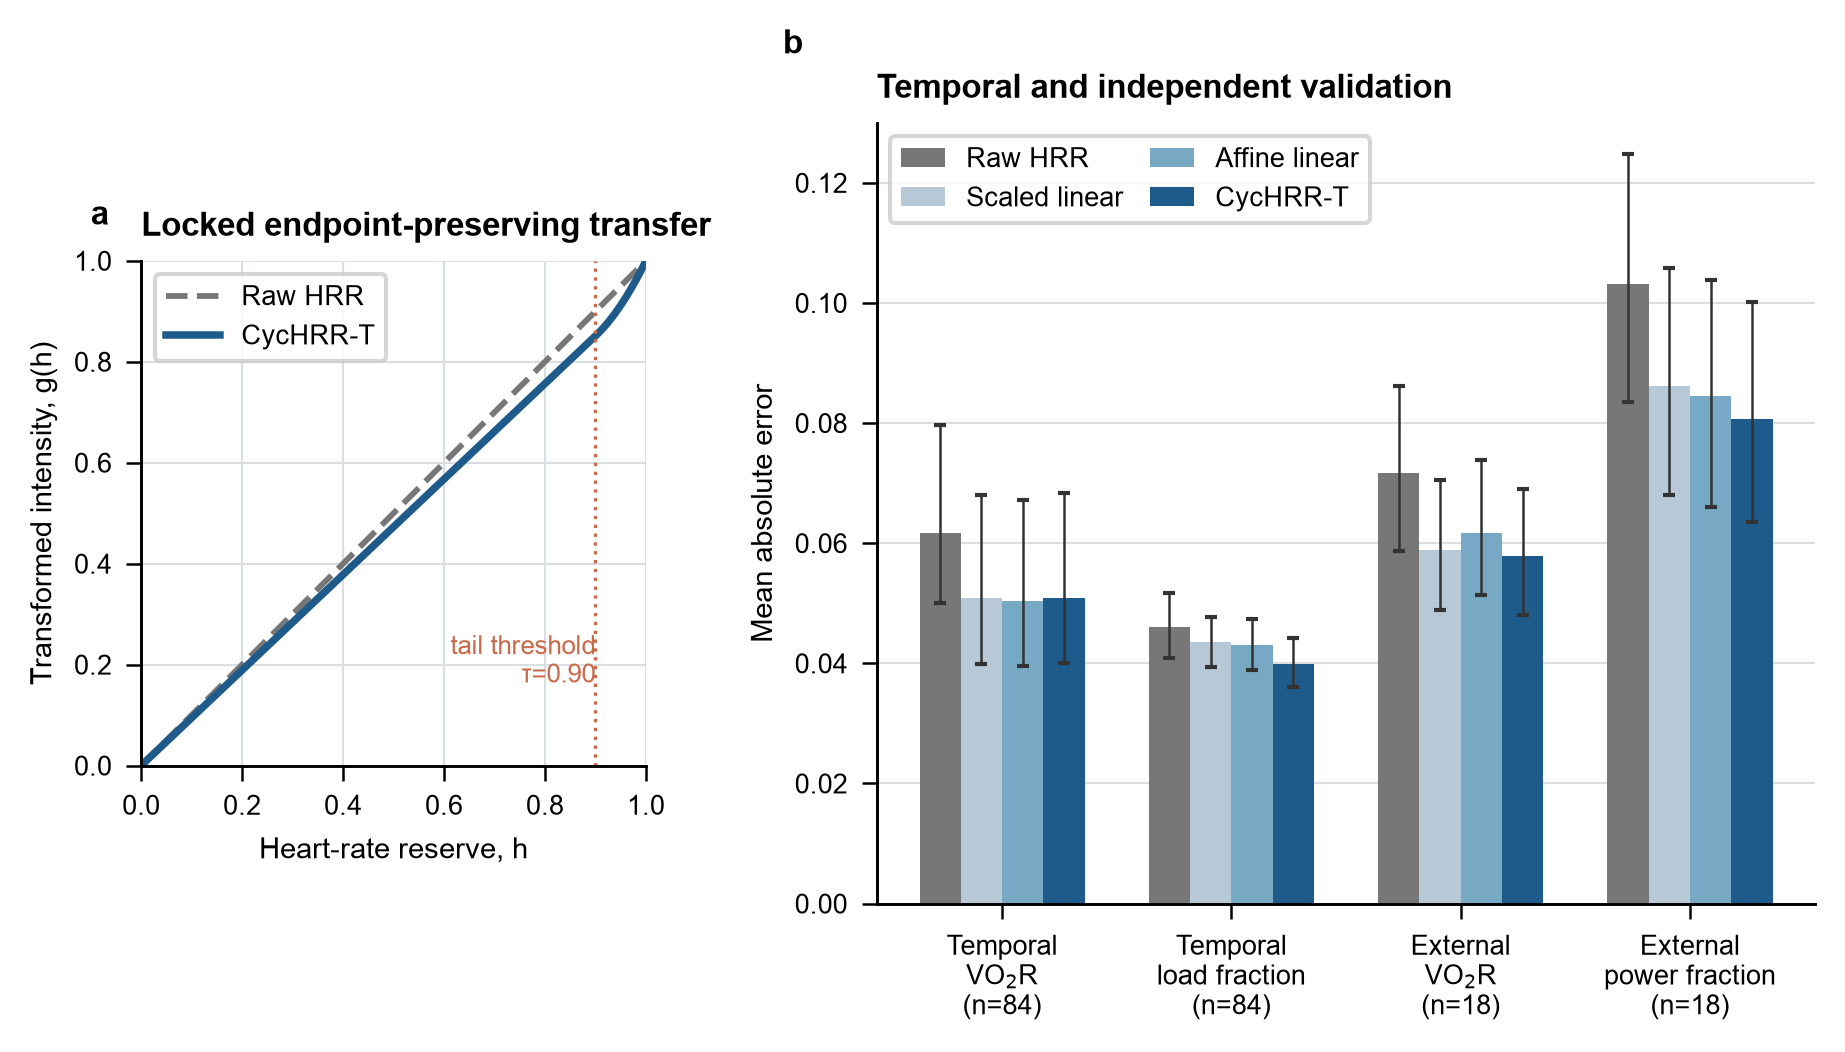 a
Locked endpoint-preserving transfer
Raw HRR
CycHRR-T
tail threshold
τ=0.90
Transformed intensity, g(h)
1.0
0.8
0.6
0.4
0.2
0.0
0.0 0.2 0.4 0.6 0.8 1.0
Heart-rate reserve, h
b
Temporal and independent validation
Raw HRR
Scaled linear
Affine linear
CycHRR-T
Mean absolute error
0.12
0.10
0.08
0.06
0.04
0.02
0.00
Temporal
VO₂R
(n=84)
Temporal
load fraction
(n=84)
External
VO₂R
(n=18)
External
power fraction
(n=18)